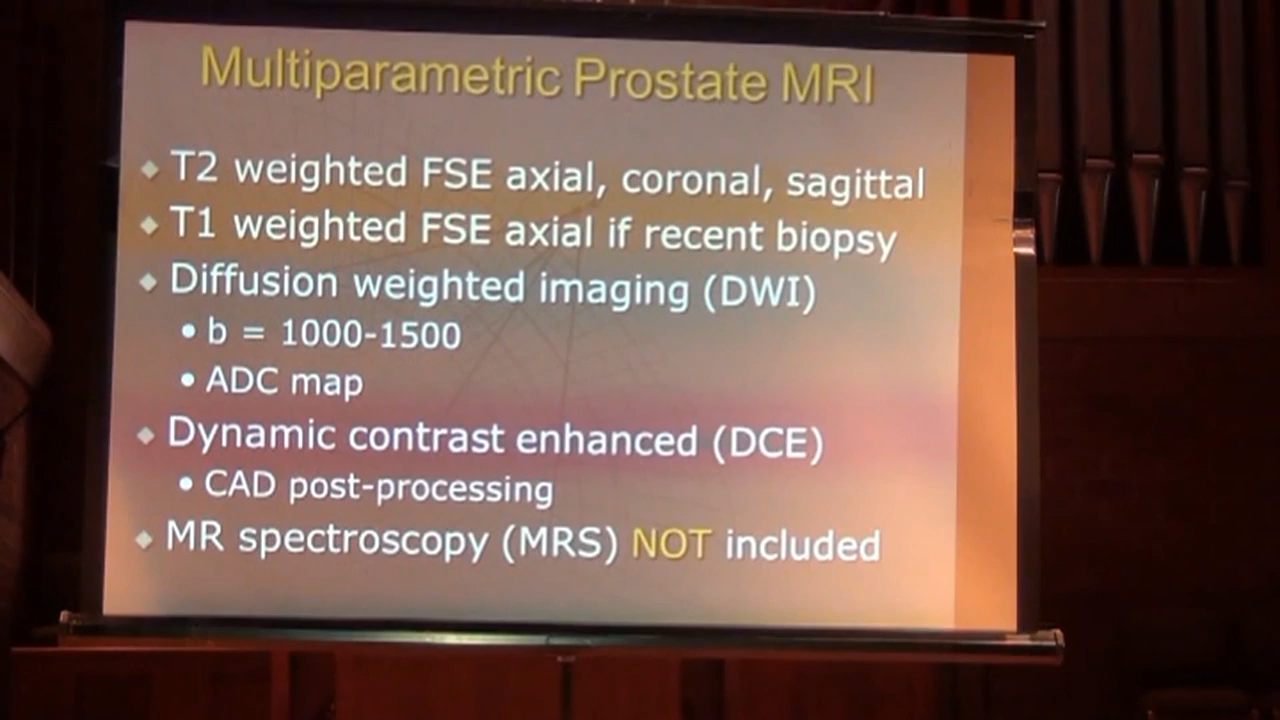 Multiparametric Prostate MRI
T2 weighted FSE axial, coronal, sagittal
T1 weighted FSE axial if recent biopsy
Diffusion weighted imaging (DWI)
b = 1000-1500
ADC map
Dynamic contrast enhanced (DCE)
CAD post-processing
MR spectroscopy (MRS) NOT included